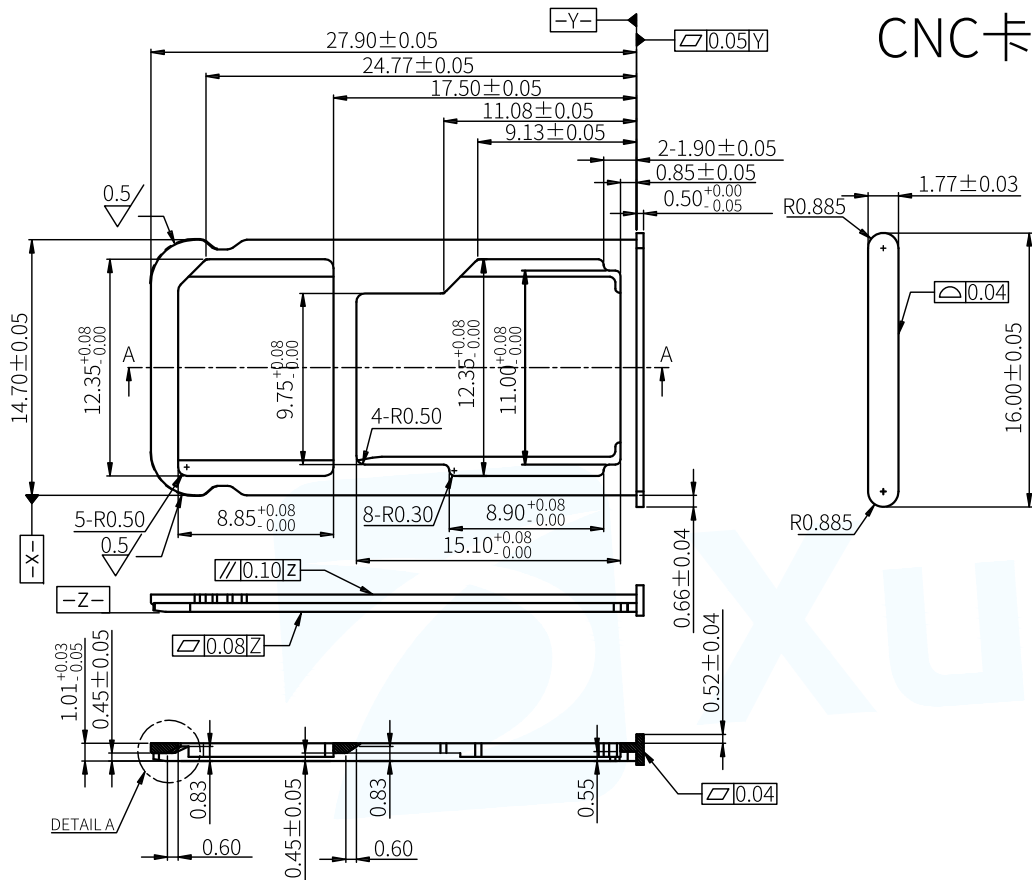 -Y-
⏥ 0.05 Y
CNC卡
27.90±0.05
24.77±0.05
17.50±0.05
11.08±0.05
9.13±0.05
2-1.90±0.05
0.85±0.05
0.50 +0.00 -0.05
0.5
1.77±0.03
R0.885
⌓ 0.04
14.70±0.05
12.35 +0.08 -0.00
9.75 +0.08 -0.00
12.35 +0.08 -0.00
11.00 +0.08 -0.00
16.00±0.05
A
A
4-R0.50
5-R0.50
8.85 +0.08 -0.00
8-R0.30
8.90 +0.08 -0.00
15.10 +0.08 -0.00
R0.885
0.5
-X-
// 0.10 Z
-Z-
⏥ 0.08 Z
0.66±0.04
Xu
1.01 +0.03 -0.05
0.45±0.05
0.52±0.04
0.83
0.45±0.05
0.83
0.55
⏥ 0.04
DETAIL A
0.60
0.60